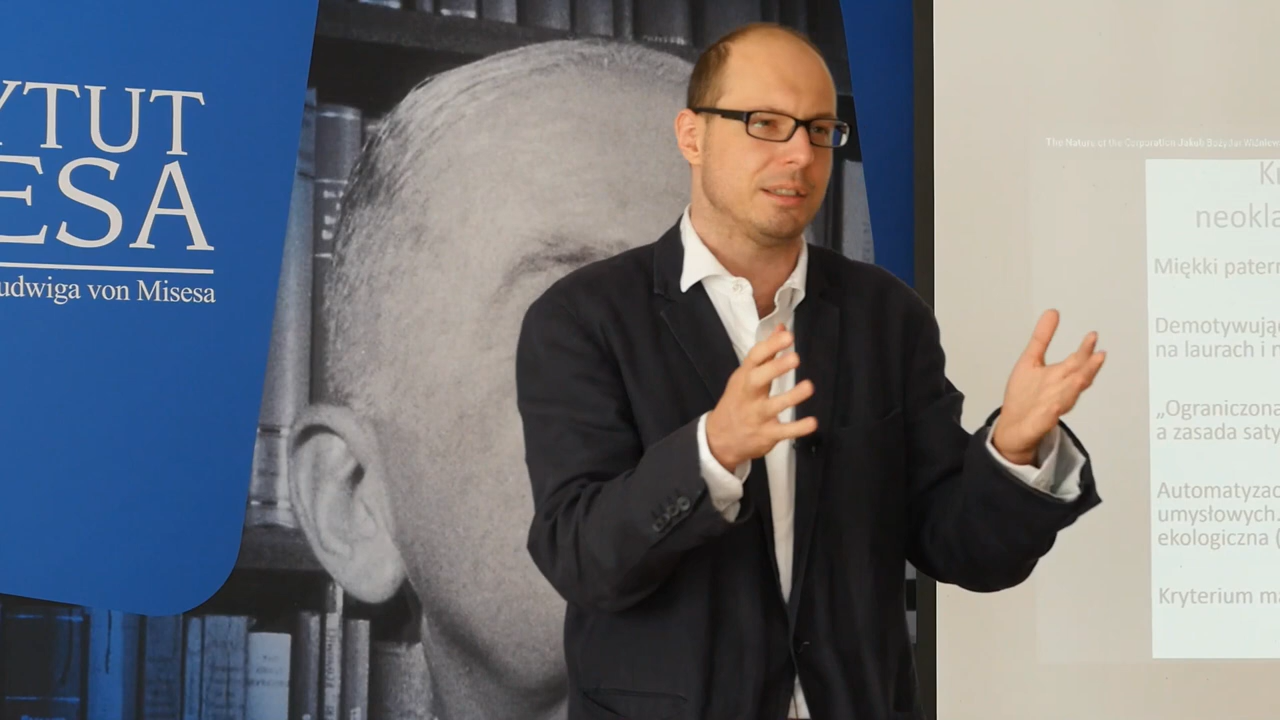 YTUT
ESA
udwiga von Misesa
The Nature of the Corporation Jakub Bożydar Wiśniew
neokla
Miękki patern
Demotywując
na laurach i
„Ograniczona
a zasada saty
Automatyzac
umysłowych.
ekologiczna (
Kryterium ma